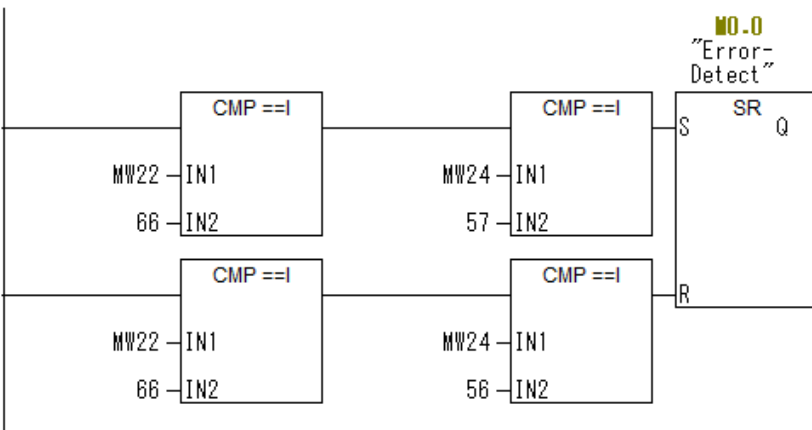 M0.0
"Error-
Detect"
CMP ==I
CMP ==I
SR
S
Q
MW22
IN1
MW24
IN1
66
IN2
57
IN2
CMP ==I
CMP ==I
R
MW22
IN1
MW24
IN1
66
IN2
56
IN2